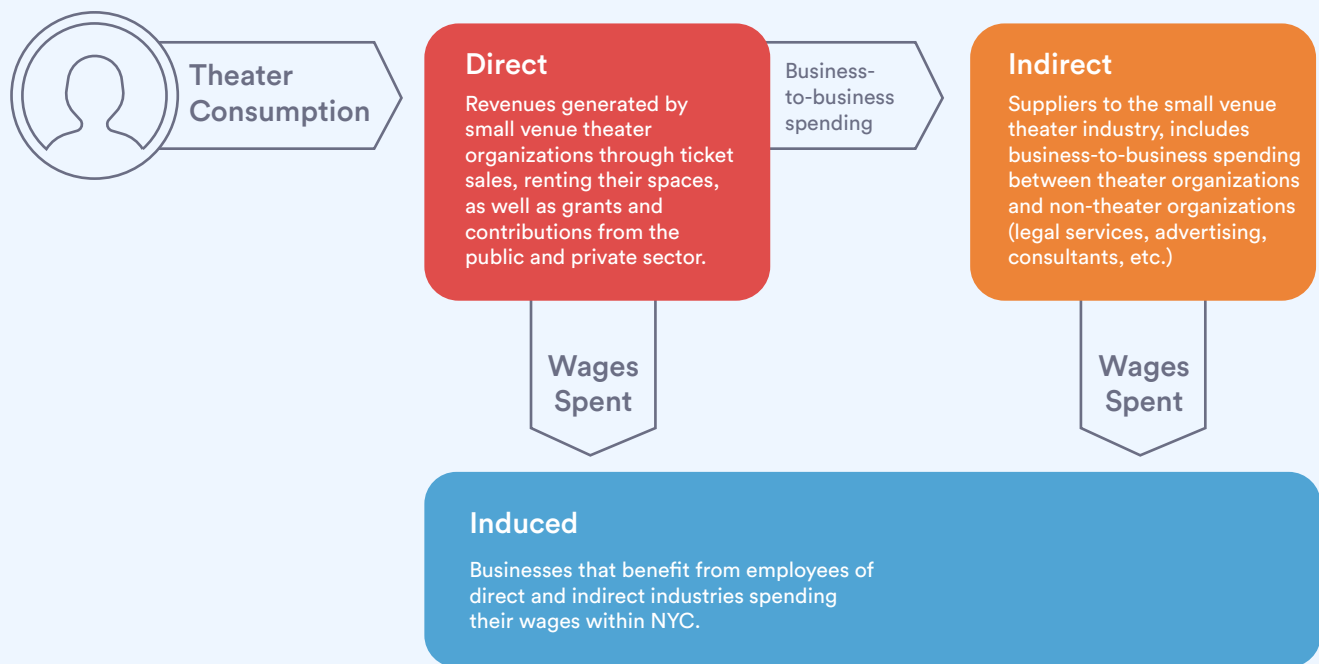 Theater
Consumption
Direct
Revenues generated by
small venue theater
organizations through ticket
sales, renting their spaces,
as well as grants and
contributions from the
public and private sector.
Business-
to-business
spending
Indirect
Suppliers to the small venue
theater industry, includes
business-to-business spending
between theater organizations
and non-theater organizations
(legal services, advertising,
consultants, etc.)
Wages
Spent
Wages
Spent
Induced
Businesses that benefit from employees of
direct and indirect industries spending
their wages within NYC.